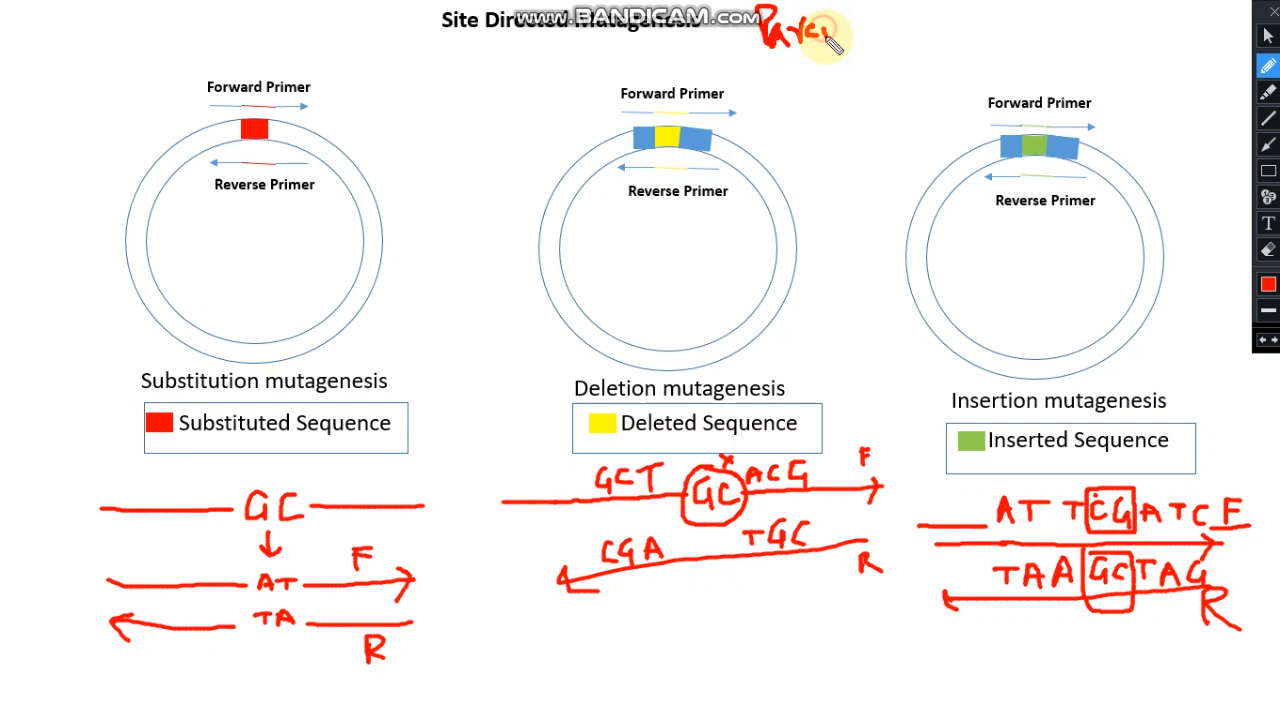 Site Directed Mutagenesis
www.BANDICAM.com
Forward Primer
Reverse Primer
Substitution mutagenesis
Substituted Sequence
GC
AT F
TA
R
Forward Primer
Reverse Primer
Deletion mutagenesis
Deleted Sequence
GCT GC x ACG F
CGA TGC R
Forward Primer
Reverse Primer
Insertion mutagenesis
Inserted Sequence
ATTCGATC F
TAAGCTAG
R
T